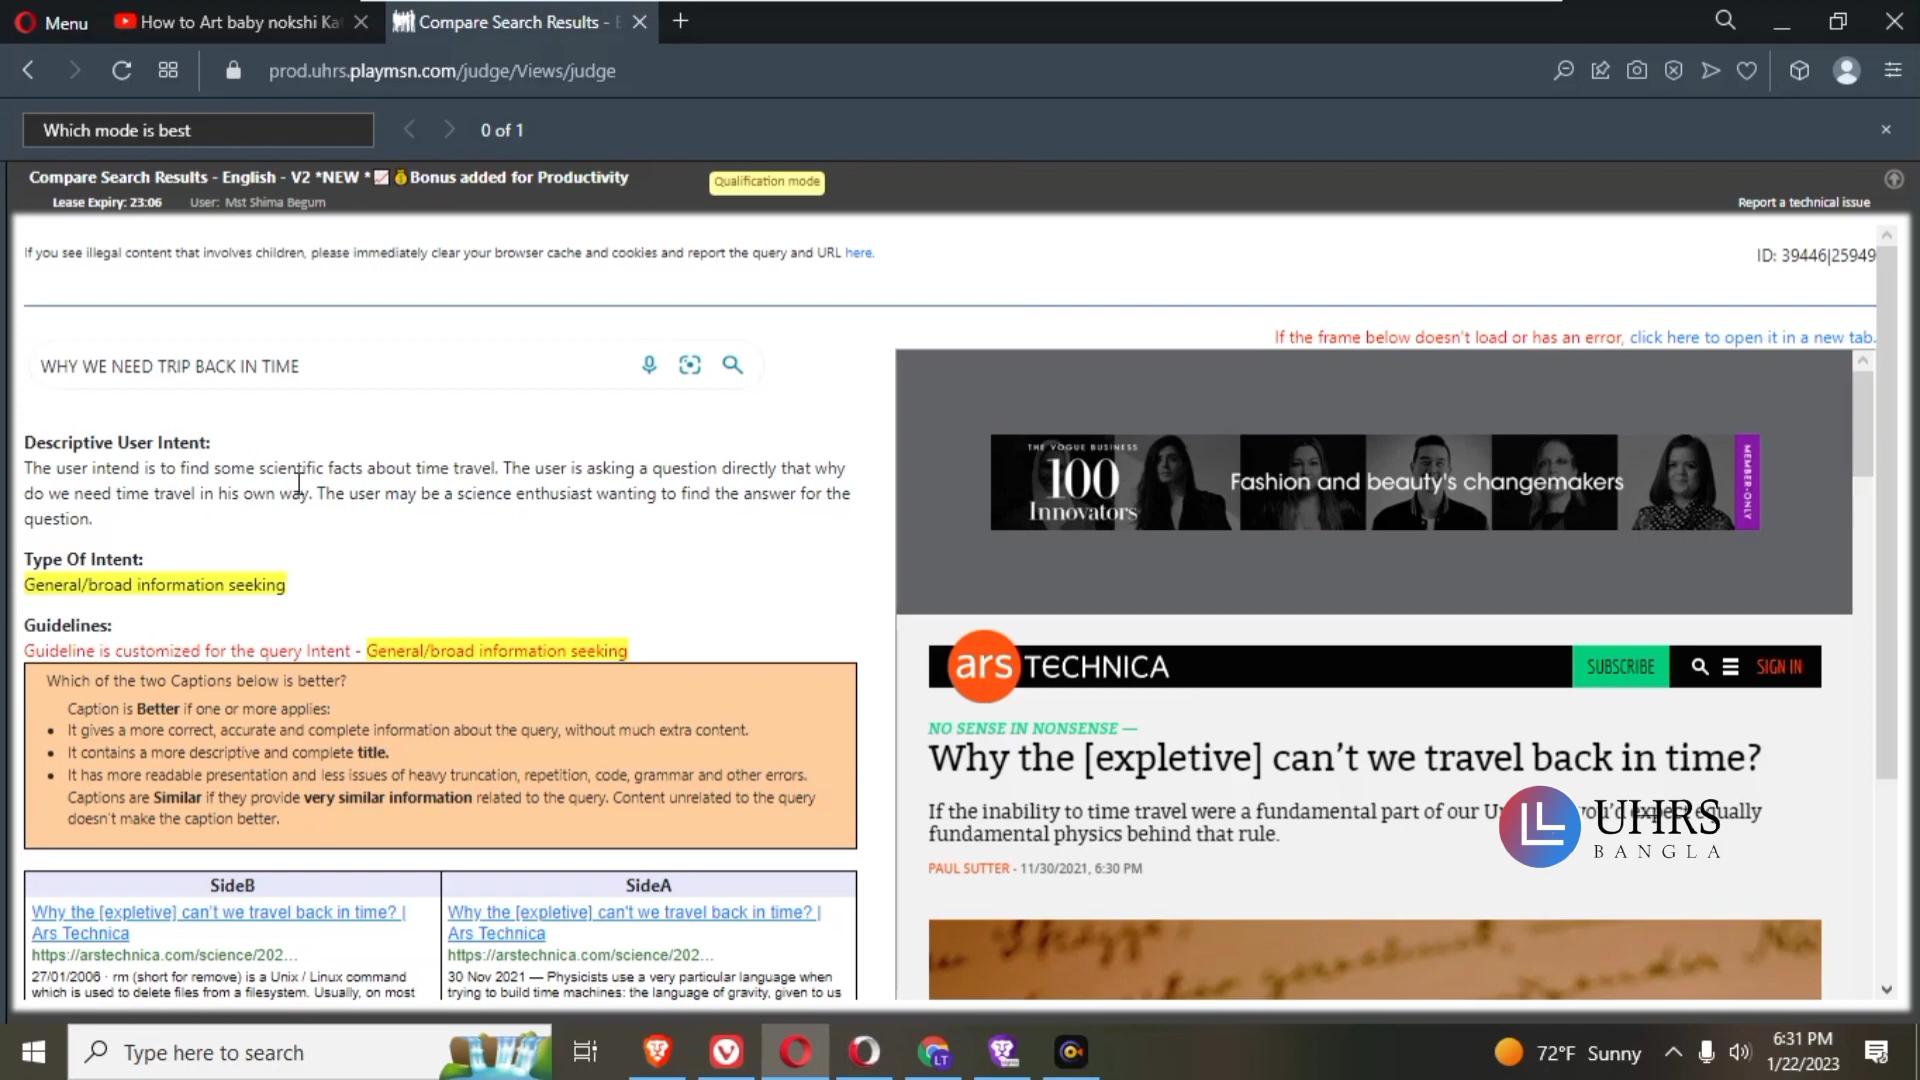 Menu
How to Art baby nokshi Ka
Compare Search Results -
prod.uhrs.playmsn.com/judge/Views/judge
Which mode is best
0 of 1
Compare Search Results - English - V2 *NEW *📈💰Bonus added for Productivity
Qualification mode
Lease Expiry: 23:06 User: Mst Shima Begum
Report a technical issue
If you see illegal content that involves children, please immediately clear your browser cache and cookies and report the query and URL here.
ID: 39446|25949
If the frame below doesn't load or has an error, click here to open it in a new tab.
WHY WE NEED TRIP BACK IN TIME
Descriptive User Intent:
The user intend is to find some scientific facts about time travel. The user is asking a question directly that why
do we need time travel in his own way. The user may be a science enthusiast wanting to find the answer for the
question.
Type Of Intent:
General/broad information seeking
Guidelines:
Guideline is customized for the query Intent - General/broad information seeking
Which of the two Captions below is better?
Caption is Better if one or more applies:
• It gives a more correct, accurate and complete information about the query, without much extra content.
• It contains a more descriptive and complete title.
• It has more readable presentation and less issues of heavy truncation, repetition, code, grammar and other errors.
Captions are Similar if they provide very similar information related to the query. Content unrelated to the query
doesn't make the caption better.
SideB
Why the [expletive] can't we travel back in time? |
Ars Technica
https://arstechnica.com/science/202...
27/01/2006 · rm (short for remove) is a Unix / Linux command
which is used to delete files from a filesystem. Usually, on most
SideA
Why the [expletive] can't we travel back in time? |
Ars Technica
https://arstechnica.com/science/202...
30 Nov 2021 — Physicists use a very particular language when
trying to build time machines: the language of gravity, given to us
THE VOGUE BUSINESS
100
Innovators
Fashion and beauty's changemakers
MEMBER-ONLY
ars TECHNICA
SUBSCRIBE
SIGN IN
NO SENSE IN NONSENSE —
Why the [expletive] can't we travel back in time?
If the inability to time travel were a fundamental part of our you'd expect equally
fundamental physics behind that rule.
PAUL SUTTER - 11/30/2021, 6:30 PM
UHRS
BANGLA
Type here to search
LT
72°F Sunny
6:31 PM
1/22/2023